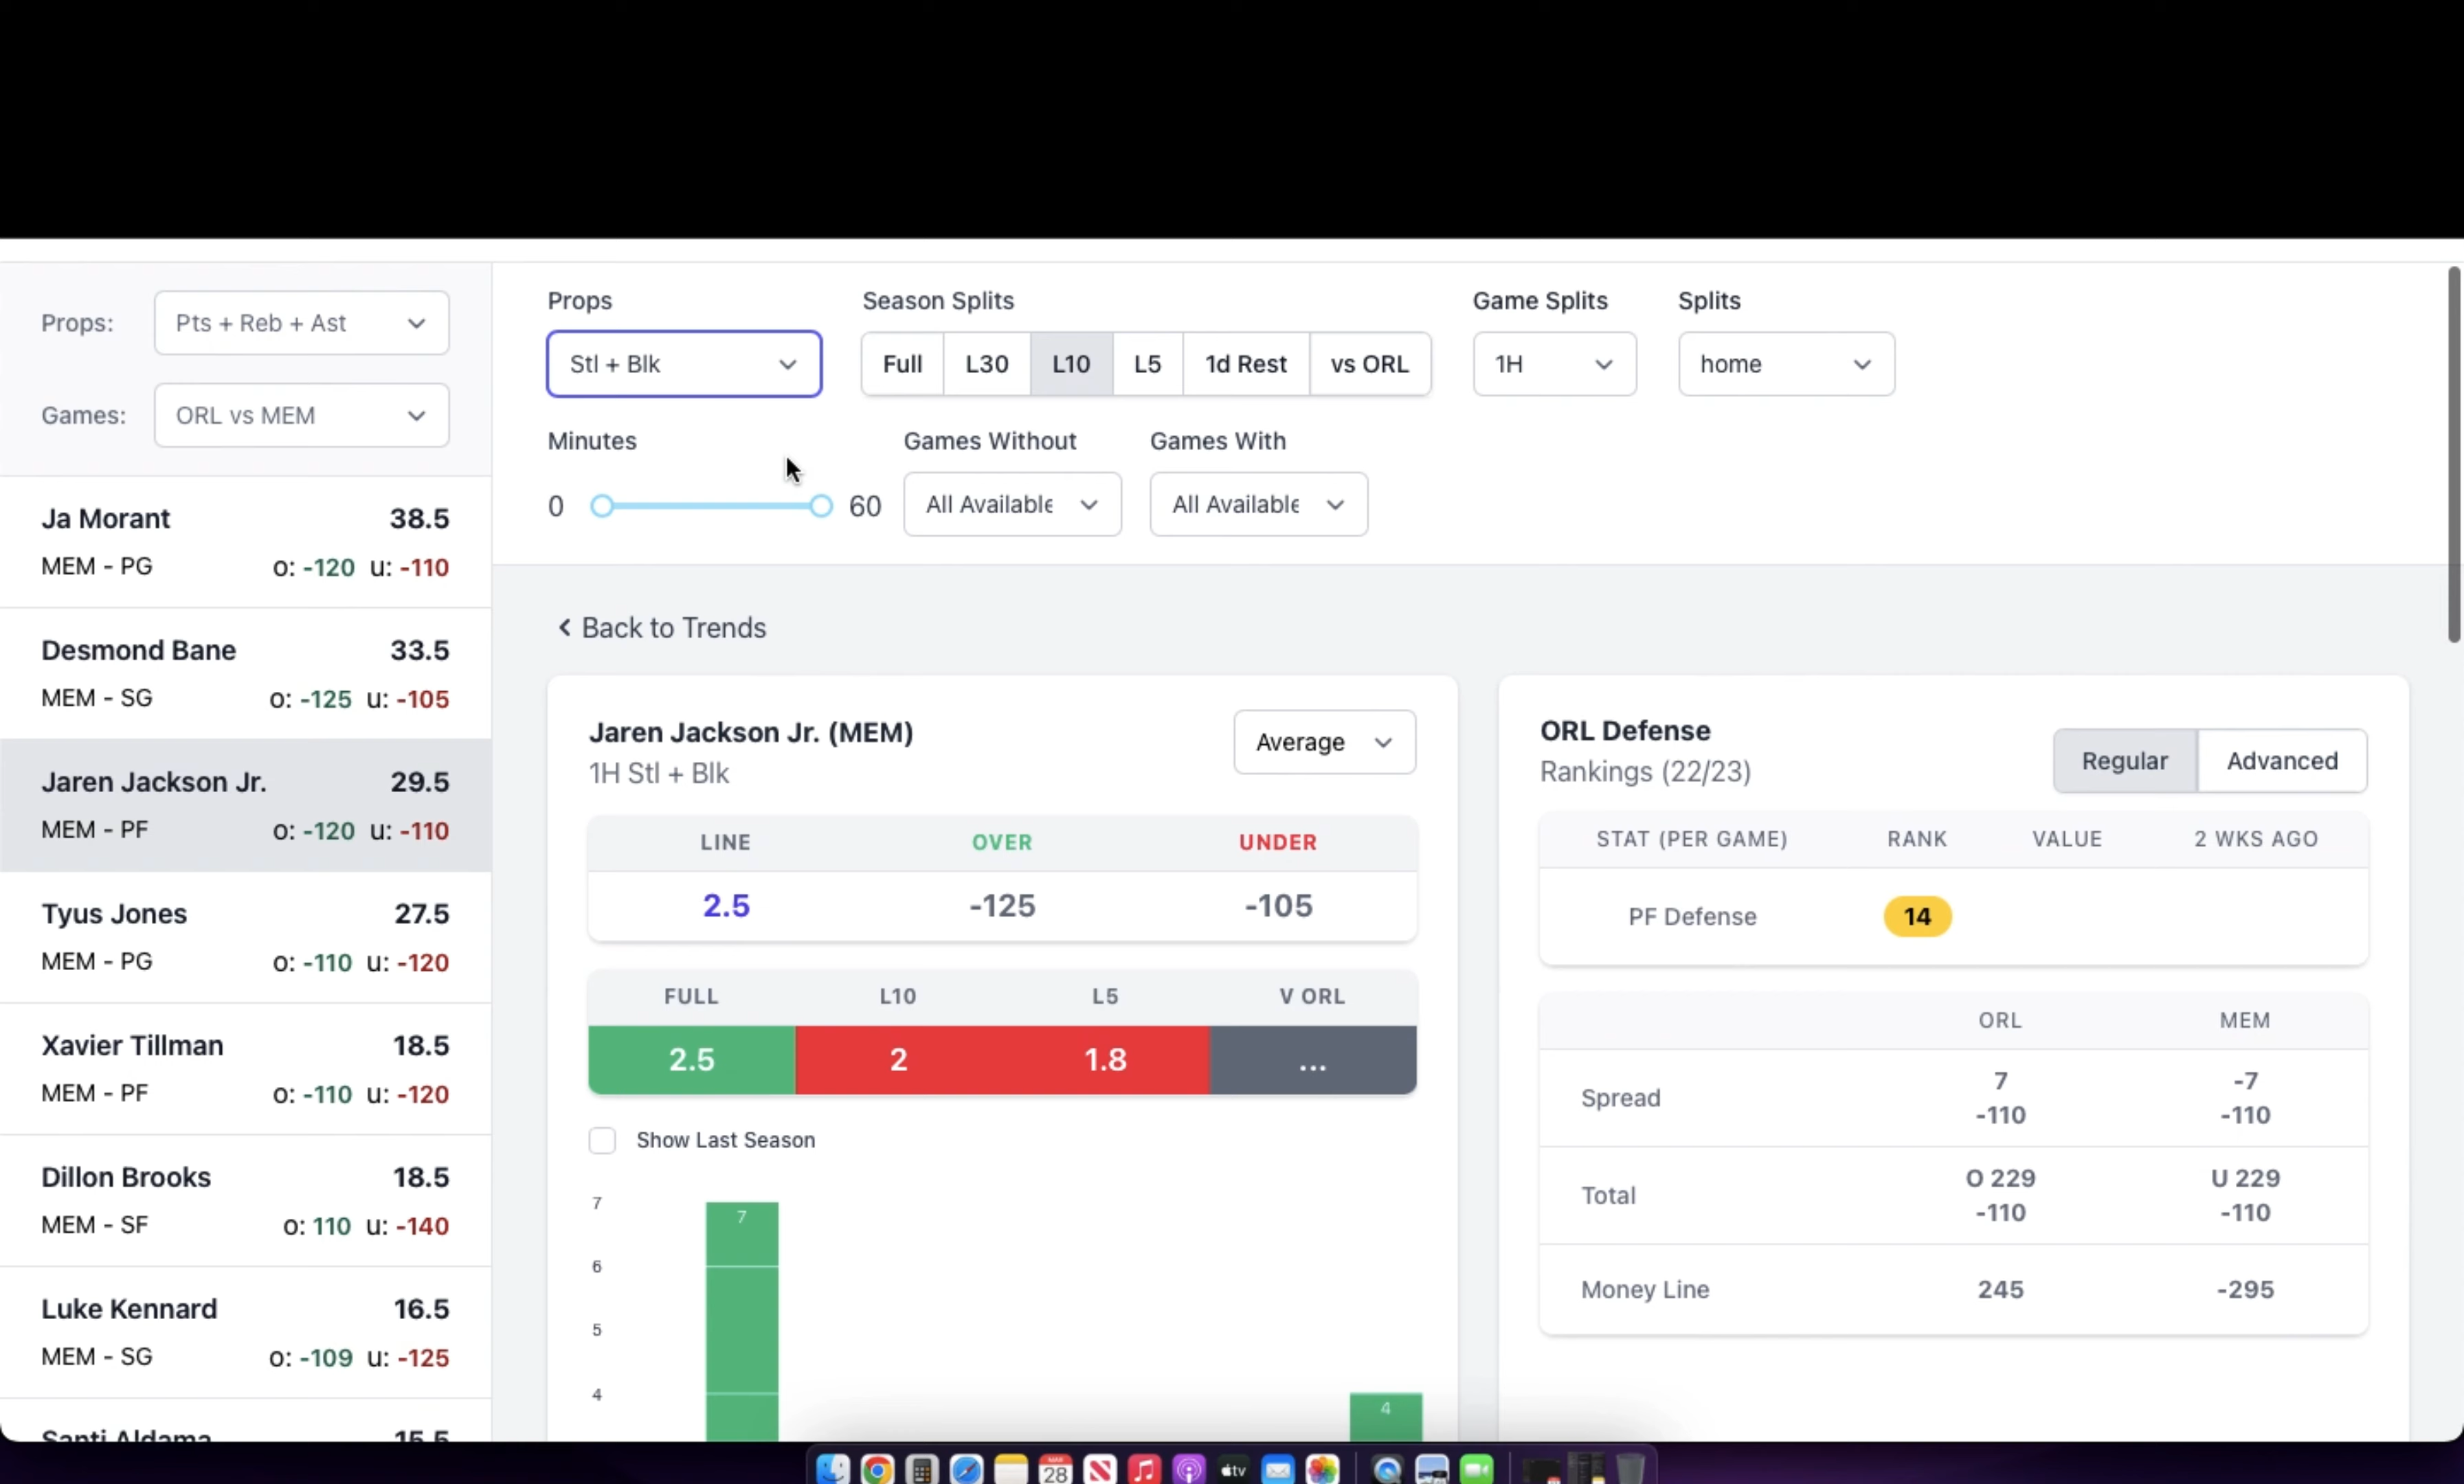 Props: Pts + Reb + Ast
Games: ORL vs MEM
Ja Morant 38.5
MEM - PG o: -120 u: -110
Desmond Bane 33.5
MEM - SG o: -125 u: -105
Jaren Jackson Jr. 29.5
MEM - PF o: -120 u: -110
Tyus Jones 27.5
MEM - PG o: -110 u: -120
Xavier Tillman 18.5
MEM - PF o: -110 u: -120
Dillon Brooks 18.5
MEM - SF o: 110 u: -140
Luke Kennard 16.5
MEM - SG o: -109 u: -125
Santi Aldama 15.5
Props Season Splits Game Splits Splits
Stl + Blk Full L30 L10 L5 1d Rest vs ORL 1H home
Minutes Games Without Games With
0 60 All Available All Available
Back to Trends
Jaren Jackson Jr. (MEM) Average
1H Stl + Blk
LINE OVER UNDER
2.5 -125 -105
FULL L10 L5 V ORL
2.5 2 1.8 ...
Show Last Season
7
7
6
5
4
4
ORL Defense
Rankings (22/23) Regular Advanced
STAT (PER GAME) RANK VALUE 2 WKS AGO
PF Defense 14
ORL MEM
Spread 7 -7
-110 -110
Total O 229 U 229
-110 -110
Money Line 245 -295
MAR
28
tv